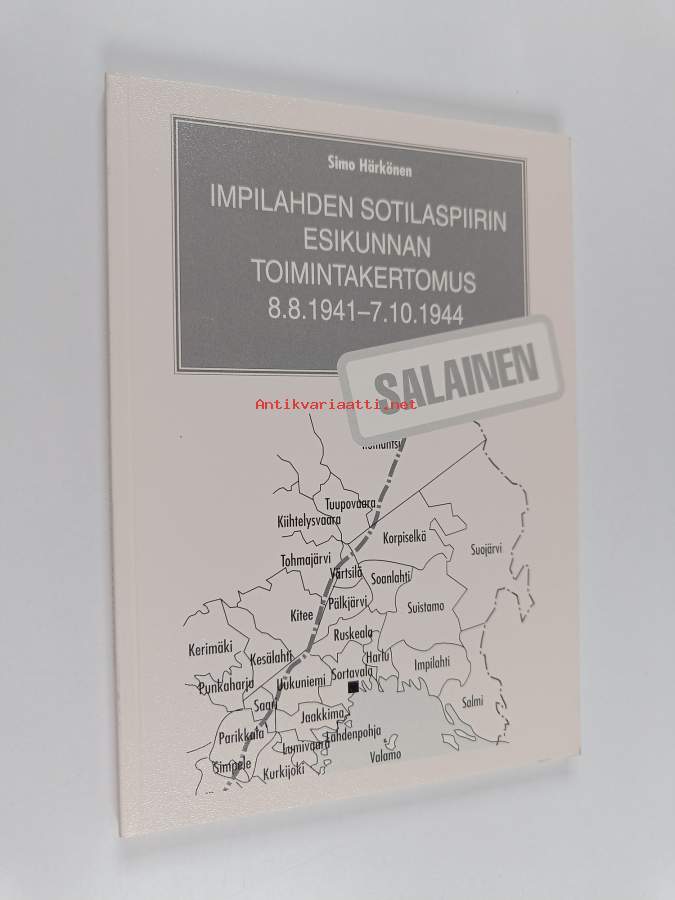 Simo Härkönen
IMPILAHDEN SOTILASPIIRIN
ESIKUNNAN
TOIMINTAKERTOMUS
8.8.1941–7.10.1944
SALAINEN
Antikvariaatti.net
Tuupovaara
Kiihtelysvaara
Korpiselkä
Suojärvi
Tohmajärvi
Värtsilä
Soanlahti
Kitee
Pälkjärvi
Suistamo
Kerimäki
Ruskeala
Kesälahti
Harlu
Impilahti
Punkaharju
Uukuniemi
Sortavala
Saari
Jaakkima
Salmi
Parikkala
Lahdenpohja
Lumivaara
Valamo
Simpele
Kurkijoki